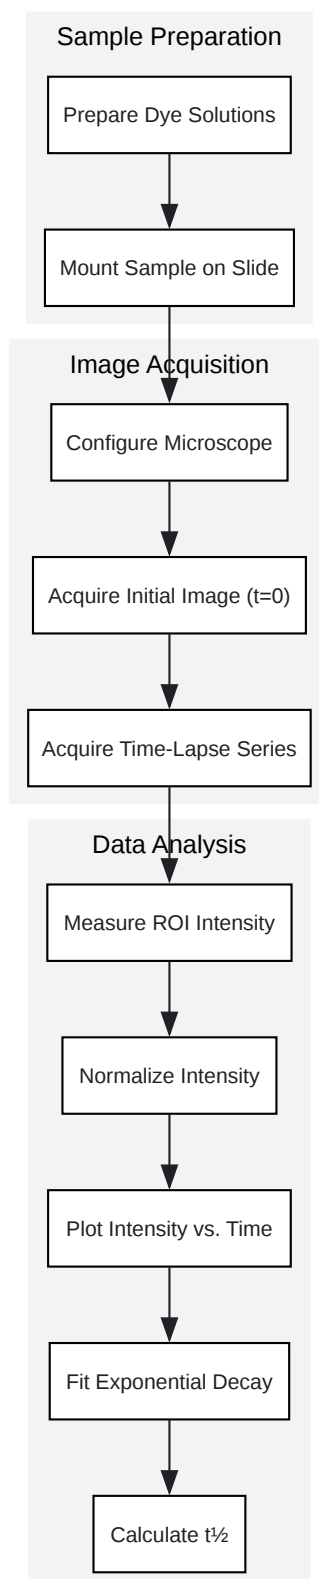 Sample Preparation
Prepare Dye Solutions
Mount Sample on Slide
Image Acquisition
Configure Microscope
Acquire Initial Image (t=0)
Acquire Time-Lapse Series
Data Analysis
Measure ROI Intensity
Normalize Intensity
Plot Intensity vs. Time
Fit Exponential Decay
Calculate t½